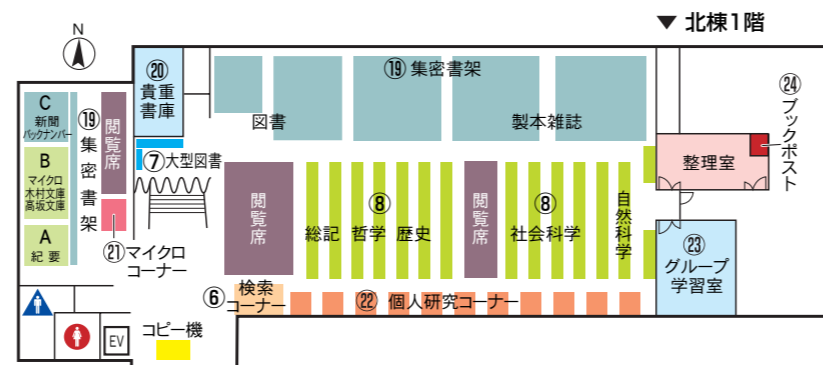 ▼ 北棟1階
N
⑳
貴重
書庫
⑲ 集密書架
図書
製本雑誌
㉔ ブックポスト
C
新聞
バックナンバー
⑲ 集密書架
閲覧席
B
マイクロ
木村文庫
高坂文庫
A
紀要
⑦大型図書
㉑マイクロ
コーナー
閲覧席
⑧
総記 哲学 歴史
閲覧席
⑧
社会科学
自然科学
整理室
㉓
グループ
学習室
⑥ 検索
コーナー
㉒ 個人研究コーナー
コピー機
EV